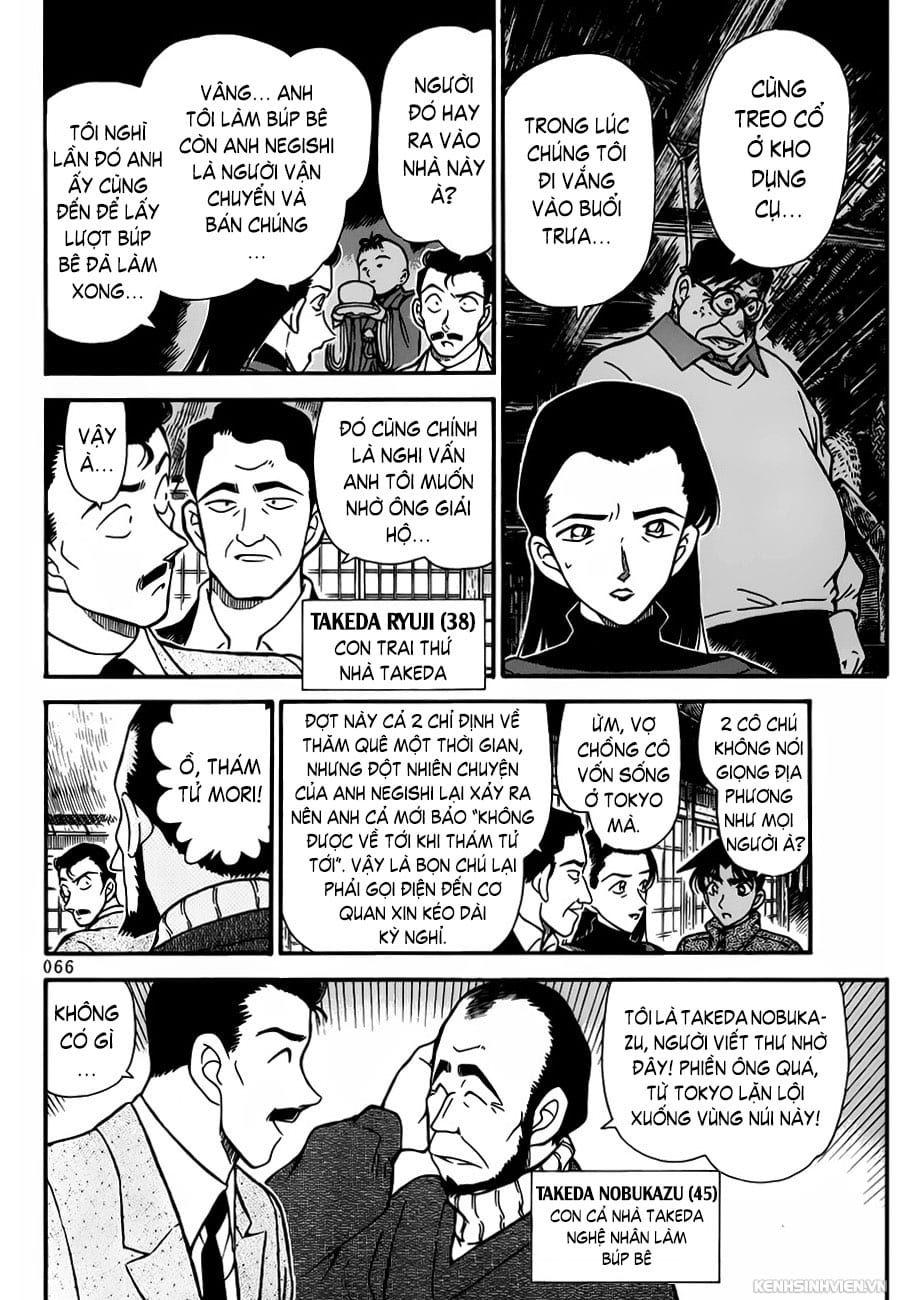 CÙNG
TREO CỔ
Ở KHO
DỤNG
CỤ...
TRONG LÚC
CHÚNG TÔI
ĐI VẮNG
VÀO BUỔI
TRƯA...
NGƯỜI
ĐÓ HAY
RA VÀO
NHÀ NÀY
À?
VÂNG... ANH
TÔI LÀM BÚP BÊ
CÒN ANH NEGISHI
LÀ NGƯỜI VẬN
CHUYỂN VÀ
BÁN CHÚNG
...
TÔI NGHĨ
LẦN ĐÓ ANH
ẤY CŨNG
ĐẾN ĐỂ LẤY
LƯỢT BÚP
BÊ ĐÃ LÀM
XONG...
ĐÓ CŨNG CHÍNH
LÀ NGHI VẤN
ANH TÔI MUỐN
NHỜ ÔNG GIẢI
HỘ...
VẬY
À...
TAKEDA RYUJI (38)
CON TRAI THỨ
NHÀ TAKEDA
2 CÔ CHÚ
KHÔNG NÓI
GIỌNG ĐỊA
PHƯƠNG
NHƯ MỌI
NGƯỜI À?
ỪM, VỢ
CHỒNG CÔ
VỐN SỐNG
Ở TOKYO
MÀ.
ĐỢT NÀY CẢ 2 CHỈ ĐỊNH VỀ
THĂM QUÊ MỘT THỜI GIAN,
NHƯNG ĐỘT NHIÊN CHUYỆN
CỦA ANH NEGISHI LẠI XẢY RA
NÊN ANH CẢ MỚI BẢO "KHÔNG
ĐƯỢC VỀ TỚI KHI THÁM TỬ
TỚI". VẬY LÀ BỌN CHÚ LẠI
PHẢI GỌI ĐIỆN ĐẾN CƠ
QUAN XIN KÉO DÀI
KỲ NGHỈ.
Ồ, THÁM
TỬ MORI!
066
TÔI LÀ TAKEDA NOBUKA-
ZU, NGƯỜI VIẾT THƯ NHỜ
ĐÂY! PHIỀN ÔNG QUÁ,
TỪ TOKYO LẶN LỘI
XUỐNG VÙNG NÚI NÀY!
KHÔNG
CÓ GÌ
...
TAKEDA NOBUKAZU (45)
CON CẢ NHÀ TAKEDA
NGHỆ NHÂN LÀM
BÚP BÊ
KENHSINHVIEN.VN